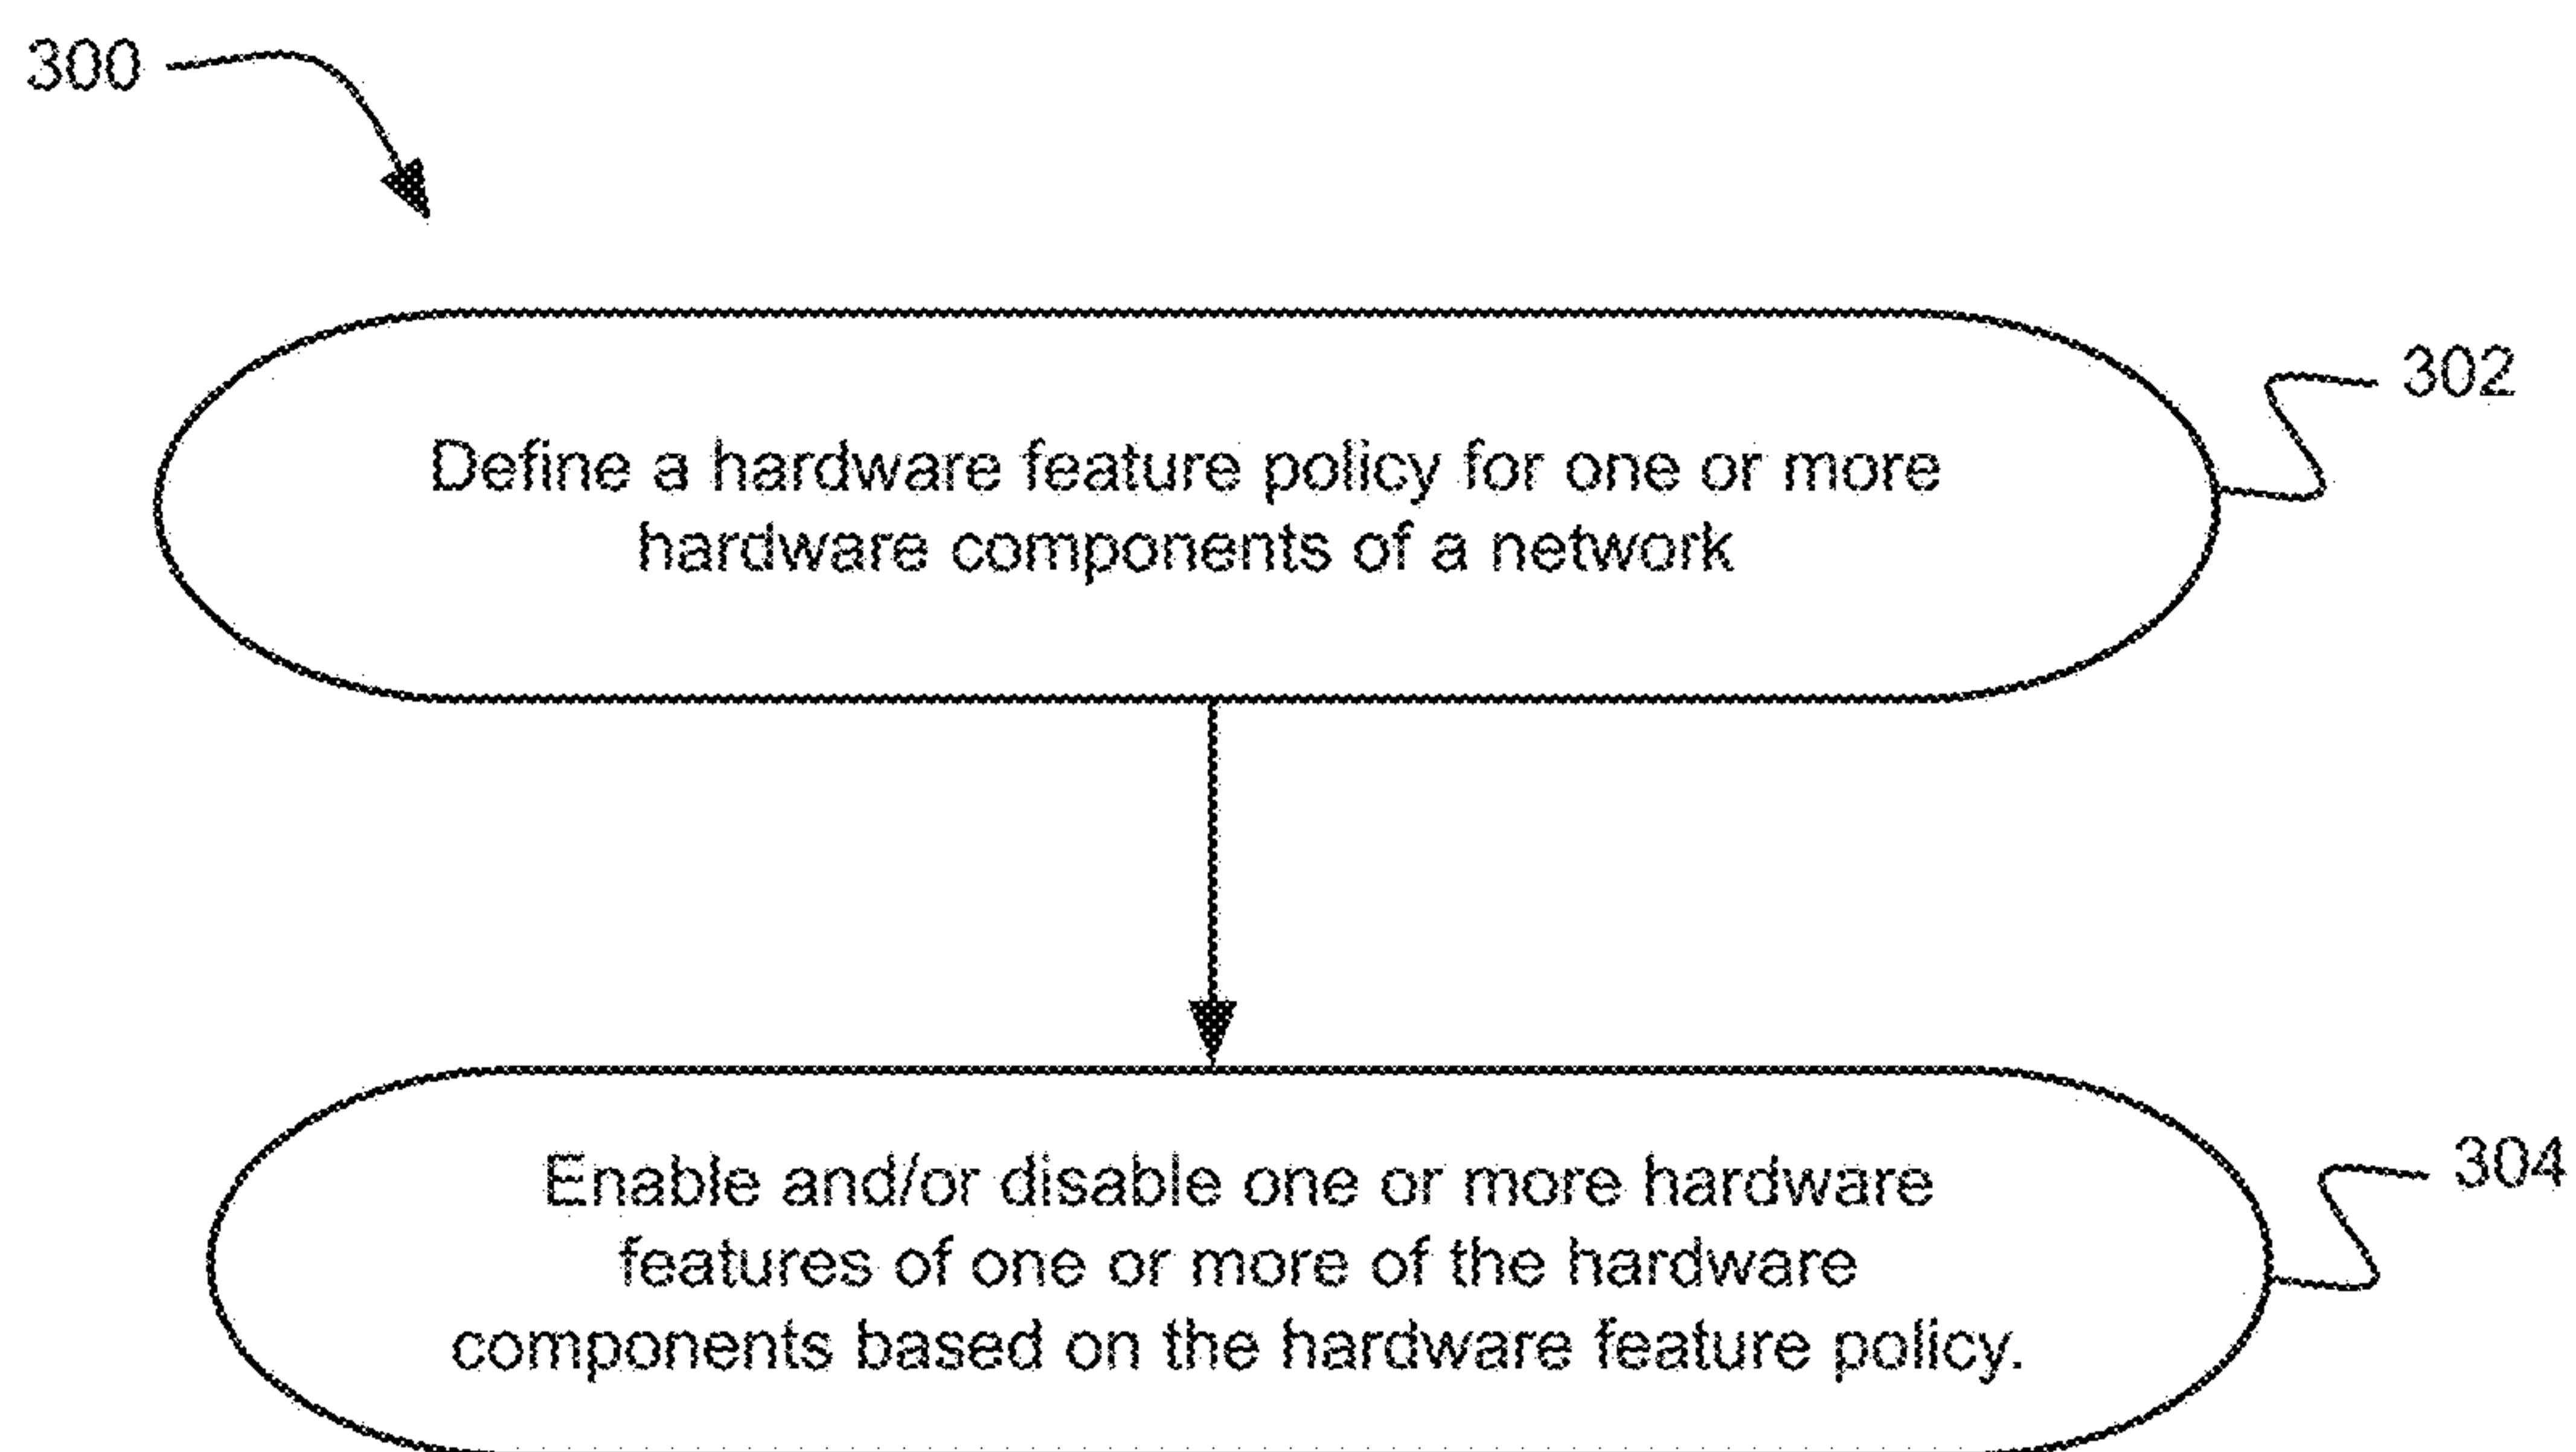 300
302
Define a hardware feature policy for one or more
hardware components of a network
304
Enable and/or disable one or more hardware
features of one or more of the hardware
components based on the hardware feature policy.